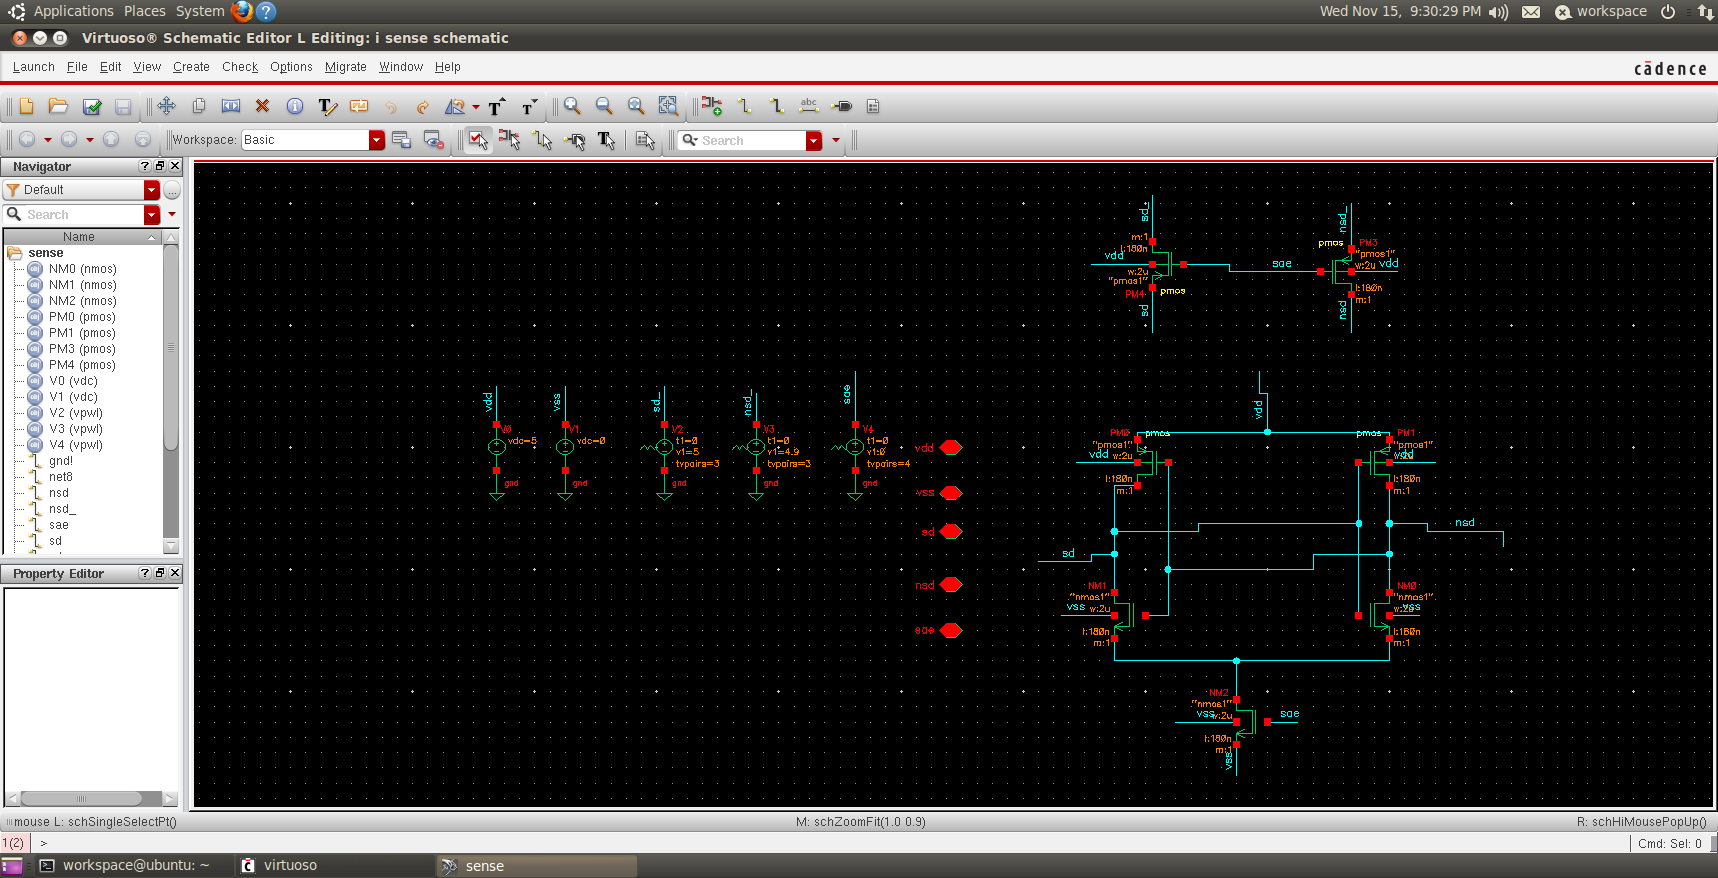 Applications Places System
Wed Nov 15, 9:30:29 PM
workspace
Virtuoso® Schematic Editor L Editing: i sense schematic
Launch File Edit View Create Check Options Migrate Window Help
cādence
Workspace: Basic
Search
Navigator
Default
Search
Name
sense
NM0 (nmos)
NM1 (nmos)
NM2 (nmos)
PM0 (pmos)
PM1 (pmos)
PM3 (pmos)
PM4 (pmos)
V0 (vdc)
V1 (vdc)
V2 (vpwl)
V3 (vpwl)
V4 (vpwl)
gnd!
net6
nsd
nsd_
sae
sd
Property Editor
sd_
m:1
l:180n
vdd
w:2u
"pmos1"
PM4
pmos
sd
sae
nsd_
pmos
PM3
"pmos1"
w:2u
vdd
l:180n
m:1
nsd
vdd
V0
vdc=5
gnd
vss
V1
vdc=0
gnd
sd_
V2
t1=0
v1=5
tvpairs=3
gnd
nsd_
V3
t1=0
v1=4.9
tvpairs=3
gnd
sae
V4
t1=0
v1:0
tvpairs=4
gnd
vdd
vss
sd
nsd
sae
vdd
PM0
pmos
"pmos1"
vdd
w:2u
l:180n
m:1
pmos
PM1
"pmos1"
vdd
w:2u
l:180n
m:1
nsd
sd
NM1
"nmos1"
vss
w:2u
l:180n
m:1
NM0
"nmos1"
vss
w:2u
l:180n
m:1
NM2
"nmos1"
vss
w:2u
sae
l:180n
m:1
vss
mouse L: schSingleSelectPt()
M: schZoomFit(1.0 0.9)
R: schHiMousePopUp()
1(2)
>
Cmd: Sel: 0
workspace@ubuntu: ~
virtuoso
sense